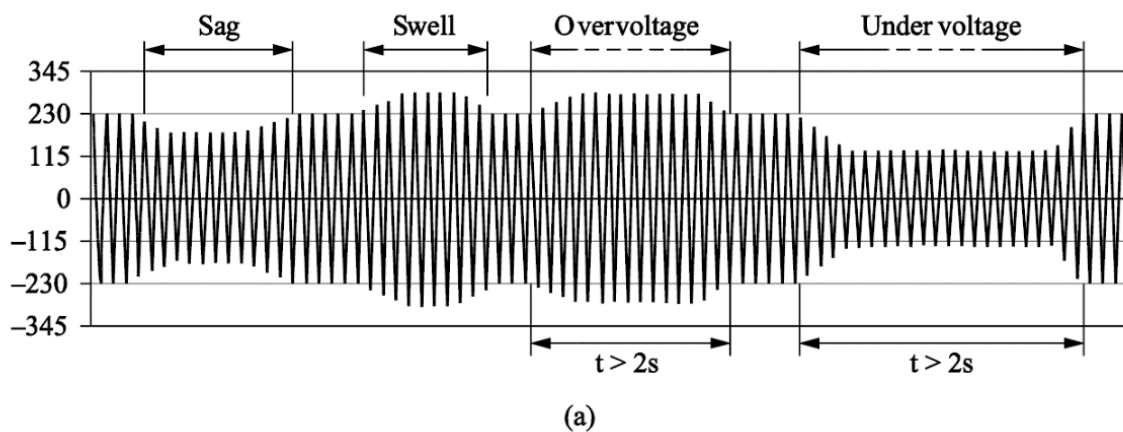 Sag Swell Overvoltage Under voltage
345
230
115
0
–115
–230
–345
t > 2s t > 2s
(a)